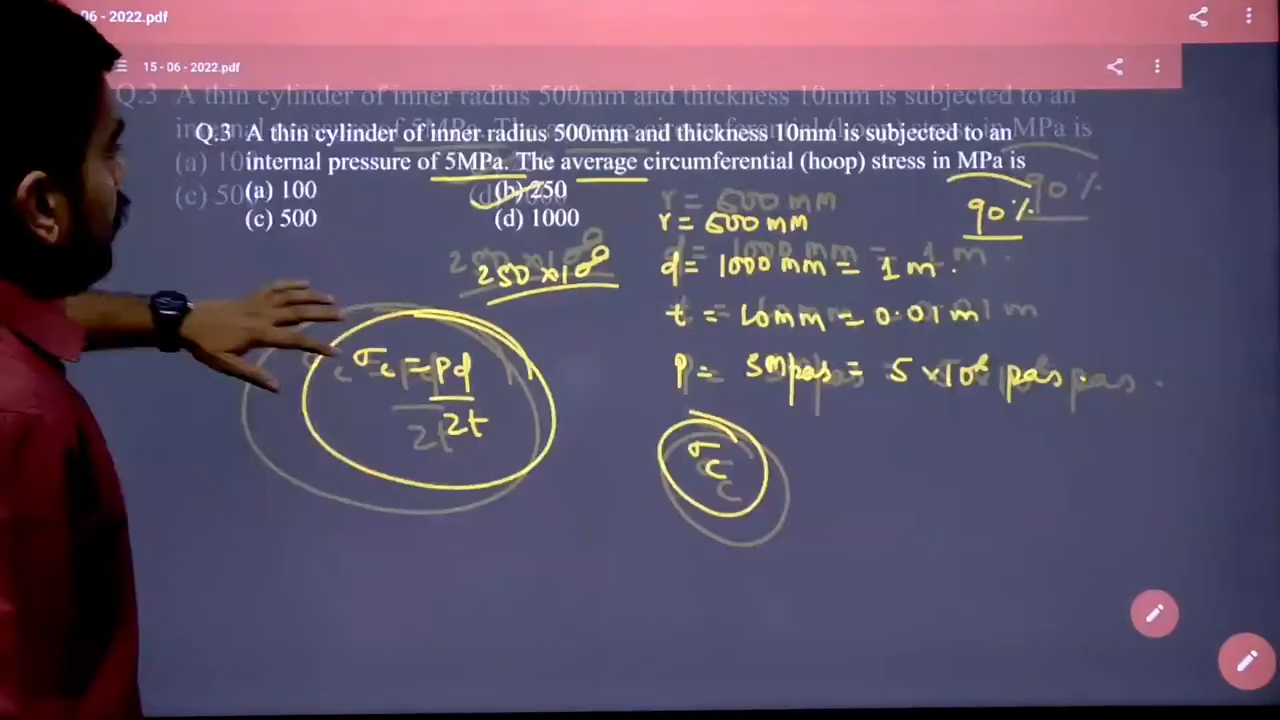 06 - 2022.pdf
15 - 06 - 2022.pdf
Q.3 A thin cylinder of inner radius 500mm and thickness 10mm is subjected to an
internal pressure of 5MPa. The average circumferential (hoop) stress in MPa is
(a) 100 (b) 250
(c) 500 (d) 1000
90%
r = 500 mm
250 × 10⁶
d = 1000 mm = 1 m.
t = 10mm = 0.01 m
σc = Pd/2t
P = 5 Mpas = 5 × 10⁶ pas.
σc